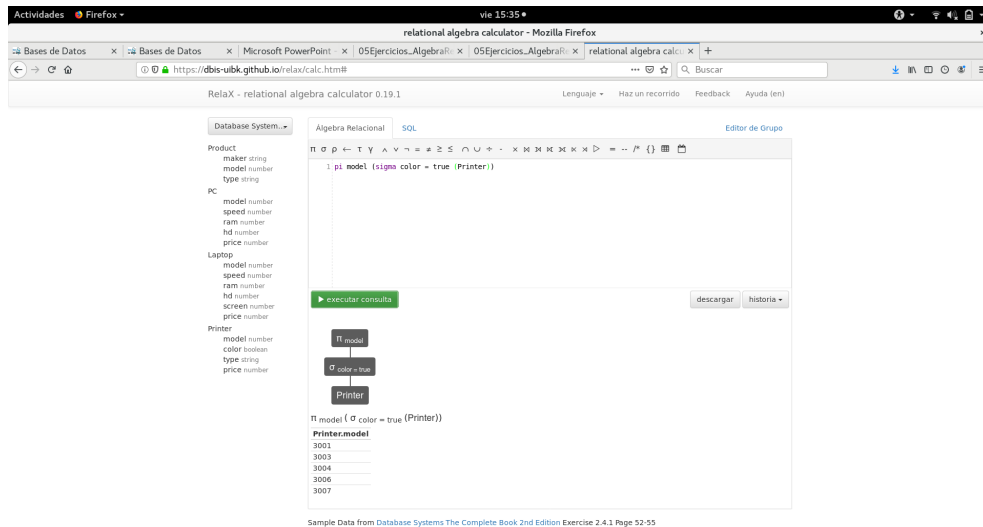 Actividades Firefox vie 15:35
relational algebra calculator - Mozilla Firefox
Bases de Datos × Bases de Datos × Microsoft PowerPoint - × 05Ejercicios_AlgebraRe × 05Ejercicios_AlgebraRe × relational algebra calcu × +
https://dbis-uibk.github.io/relax/calc.htm# Buscar
RelaX - relational algebra calculator 0.19.1 Lenguaje Haz un recorrido Feedback Ayuda (en)
Database System...
Álgebra Relacional SQL Editor de Grupo
π σ ρ ← τ γ ∧ ∨ ¬ = ≠ ≥ ≤ ∩ ∪ ÷ - × ⨝ ⟕ ⟖ ⟗ ⋉ ⋊ ▷ = -- /* {}
1 pi model (sigma color = true (Printer))
Product
maker string
model number
type string
PC
model number
speed number
ram number
hd number
price number
Laptop
model number
speed number
ram number
hd number
screen number
price number
Printer
model number
color boolean
type string
price number
executar consulta descargar historia
π model
σ color = true
Printer
π model ( σ color = true (Printer))
Printer.model
3001
3003
3004
3006
3007
Sample Data from Database Systems The Complete Book 2nd Edition Exercise 2.4.1 Page 52-55